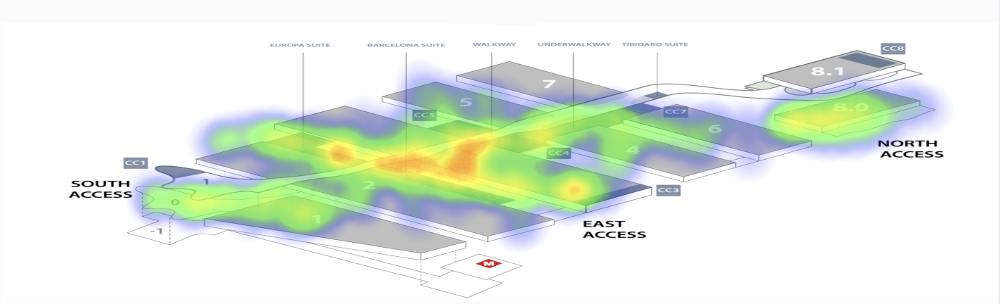 EUROPA SUITE
BARCELONA SUITE
WALKWAY
UNDERWALKWAY
TIBIDABO SUITE
CC8
8.1
7
5
8.0
CC5
CC7
6
NORTH
ACCESS
CC4
4
CC1
SOUTH
ACCESS
1
2
CC3
0
1
EAST
ACCESS
-1
M